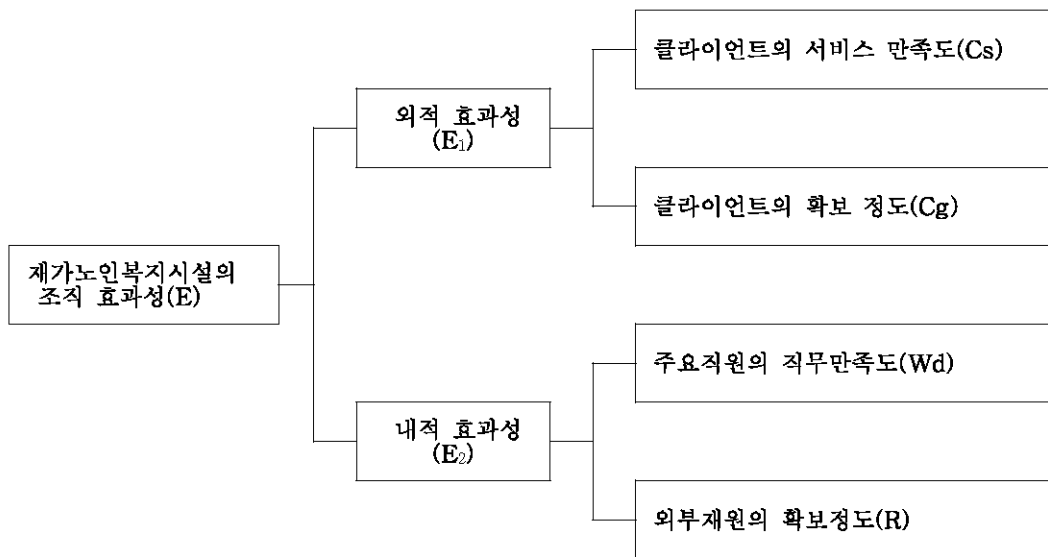 클라이언트의 서비스 만족도(Cs)
외적 효과성
(E₁)
클라이언트의 확보 정도(Cg)
재가노인복지시설의
조직 효과성(E)
주요직원의 직무만족도(Wd)
내적 효과성
(E₂)
외부재원의 확보정도(R)